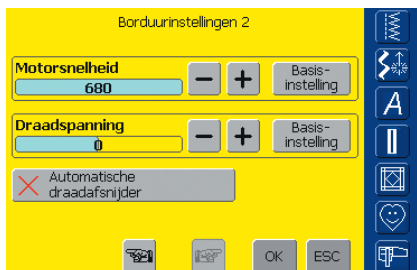 Borduurinstellingen 2
Motorsnelheid
680
− +
Basis-
instelling
Draadspanning
0
− +
Basis-
instelling
Automatische
draadafsnijder
OK ESC
A